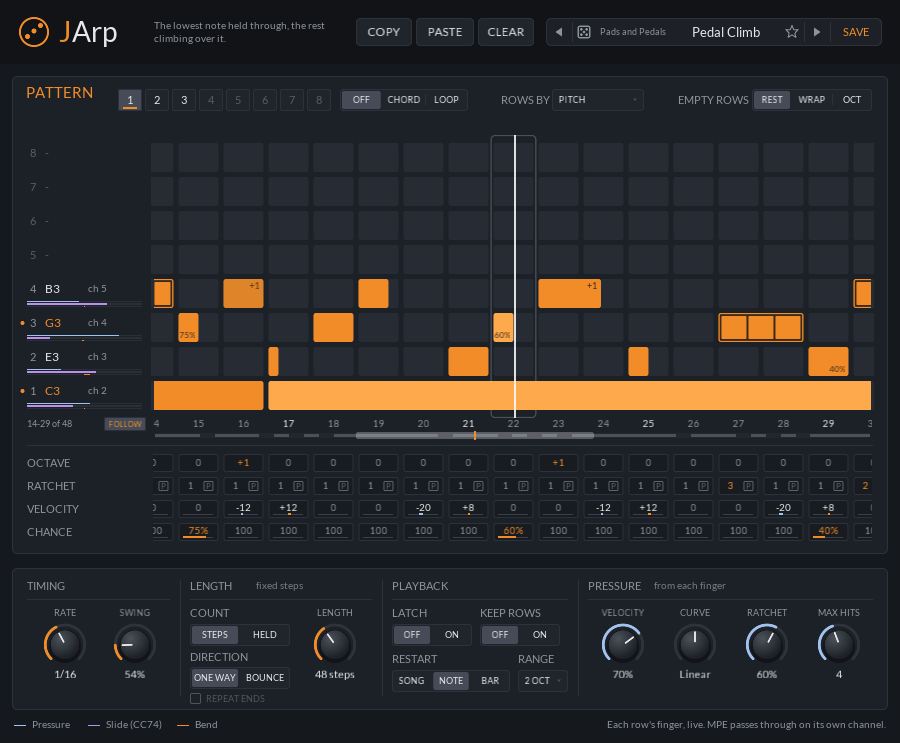 JArp
The lowest note held through, the rest
climbing over it.
COPY PASTE CLEAR
Pads and Pedals Pedal Climb SAVE
PATTERN 1 2 3 4 5 6 7 8 OFF CHORD LOOP ROWS BY PITCH EMPTY ROWS REST WRAP OCT
8 -
7 -
6 -
5 -
4 B3 ch 5 +1 +1
3 G3 ch 4 75% 60%
2 E3 ch 3 40%
1 C3 ch 2
14-29 of 48 FOLLOW 4 15 16 17 18 19 20 21 22 23 24 25 26 27 28 29 3
OCTAVE 0 0 +1 0 0 0 0 0 0 +1 0 0 0 0 0 0
RATCHET P 1 P 1 P 1 P 1 P 1 P 1 P 1 P 1 P 1 P 1 P 1 P 1 P 3 P 1 P 1 P 2
VELOCITY 0 0 -12 +12 0 0 -20 +8 0 0 -12 +12 0 0 -20 +8 0
CHANCE 00 75% 100 100 100 100 100 100 60% 100 100 100 100 100 100 40% 10
TIMING
RATE SWING
1/16 54%
LENGTH fixed steps
COUNT LENGTH
STEPS HELD
DIRECTION
ONE WAY BOUNCE 48 steps
REPEAT ENDS
PLAYBACK
LATCH KEEP ROWS
OFF ON OFF ON
RESTART RANGE
SONG NOTE BAR 2 OCT
PRESSURE from each finger
VELOCITY CURVE RATCHET MAX HITS
70% Linear 60% 4
Pressure Slide (CC74) Bend
Each row's finger, live. MPE passes through on its own channel.